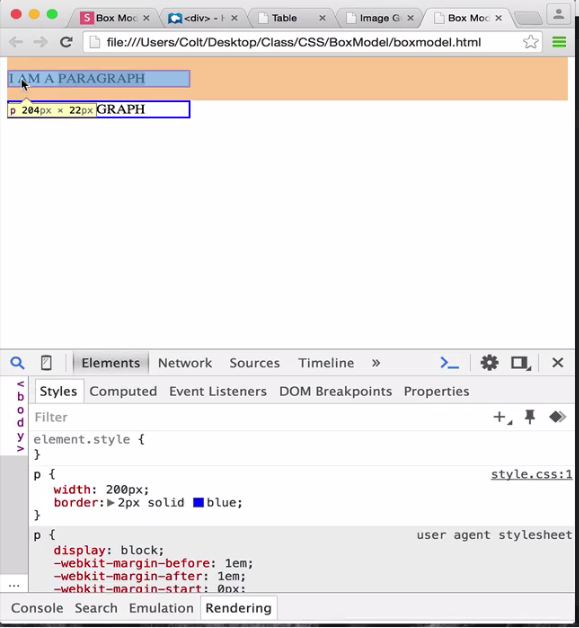 Box Mod × <div> - H × Table × Image G × Box Mod ×
file:///Users/Colt/Desktop/Class/CSS/BoxModel/boxmodel.html
I AM A PARAGRAPH
p 204px × 22px GRAPH
Elements Network Sources Timeline »
<body>
Styles Computed Event Listeners DOM Breakpoints Properties
Filter
element.style {
}
p { style.css:1
width: 200px;
border: 2px solid blue;
}
p { user agent stylesheet
display: block;
-webkit-margin-before: 1em;
-webkit-margin-after: 1em;
-webkit-margin-start: 0px;
...
Console Search Emulation Rendering